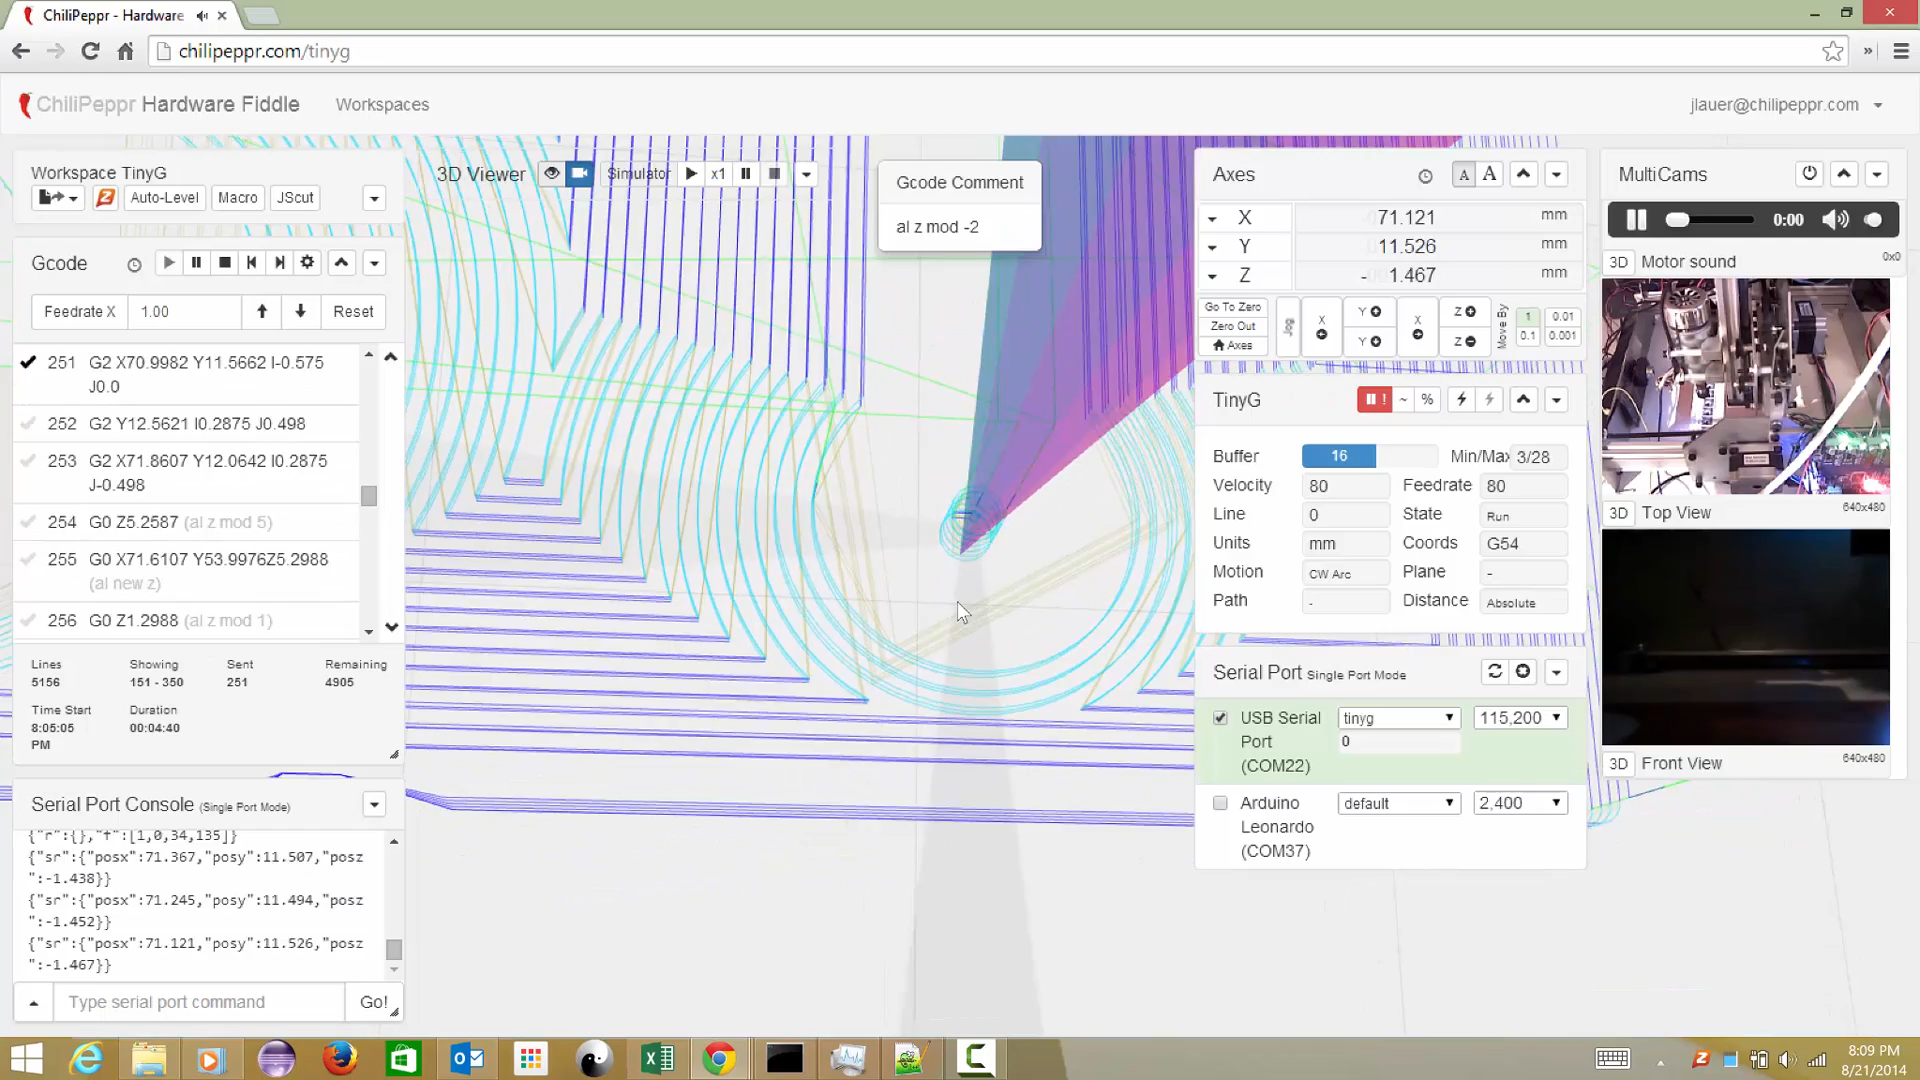 ChiliPeppr - Hardware
chilipeppr.com/tinyg
ChiliPeppr Hardware Fiddle
Workspaces
jlauer@chilipeppr.com
Workspace TinyG
Auto-Level
Macro
JScut
Gcode
Feedrate X
1.00
Reset
251 G2 X70.9982 Y11.5662 I-0.575
J0.0
252 G2 Y12.5621 I0.2875 J0.498
253 G2 X71.8607 Y12.0642 I0.2875
J-0.498
254 G0 Z5.2587 (al z mod 5)
255 G0 X71.6107 Y53.9976Z5.2988
(al new z)
256 G0 Z1.2988 (al z mod 1)
Lines Showing Sent Remaining
5156 151 - 350 251 4905
Time Start Duration
8:05:05 00:04:40
PM
Serial Port Console (Single Port Mode)
{"r":{},"f":[1,0,34,135]}
{"sr":{"posx":71.367,"posy":11.507,"posz
":-1.438}}
{"sr":{"posx":71.245,"posy":11.494,"posz
":-1.452}}
{"sr":{"posx":71.121,"posy":11.526,"posz
":-1.467}}
Type serial port command
Go!
3D Viewer
Simulator
x1
Gcode Comment
al z mod -2
Axes
A A
X 71.121 mm
Y 11.526 mm
Z - 1.467 mm
Go To Zero
Zero Out
Axes
Jog
X
Y
Y
X
Z
Z
Move By
1 0.01
0.1 0.001
TinyG
! ~ %
Buffer 16 Min/Max 3/28
Velocity 80 Feedrate 80
Line 0 State Run
Units mm Coords G54
Motion CW Arc Plane -
Path - Distance Absolute
Serial Port Single Port Mode
USB Serial tinyg 115,200
Port 0
(COM22)
Arduino default 2,400
Leonardo
(COM37)
MultiCams
0:00
3D Motor sound 0x0
3D Top View 640x480
3D Front View 640x480
8:09 PM
8/21/2014